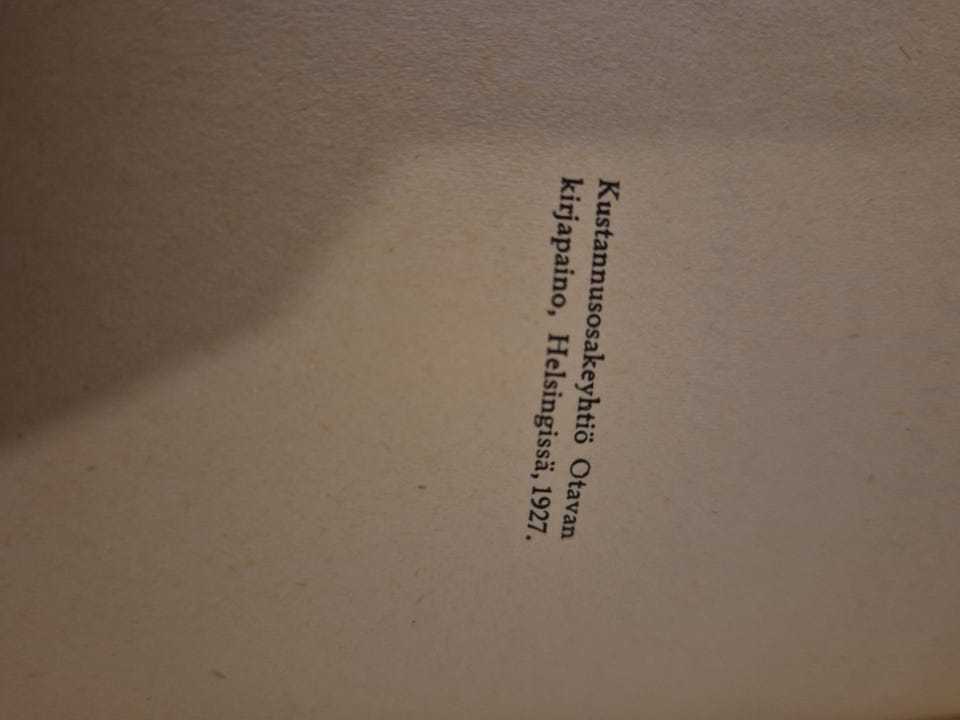 Kustannusosakeyhtiö Otavan
kirjapaino, Helsingissä, 1927.